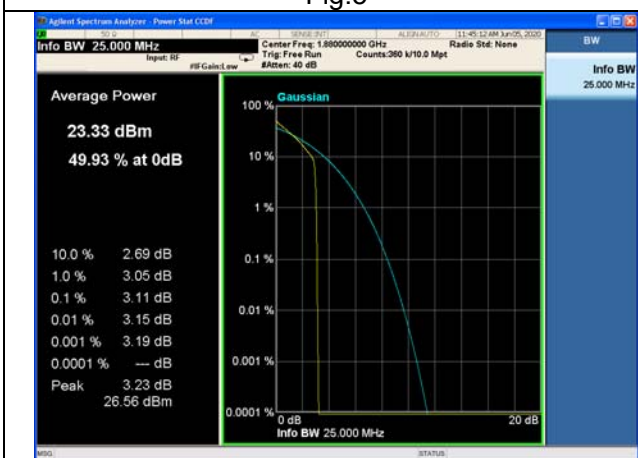 Fig.3
Agilent Spectrum Analyzer - Power Stat CCDF
50 Ω AC SENSE:INT ALIGNAUTO 11:45:12 AM Jun 05, 2020
Info BW 25.000 MHz
Center Freq: 1.880000000 GHz Radio Std: None
Input: RF Trig: Free Run Counts:360 k/10.0 Mpt
#IFGain:Low #Atten: 40 dB
BW
Info BW
25.000 MHz
Average Power
23.33 dBm
49.93 % at 0dB
10.0 % 2.69 dB
1.0 % 3.05 dB
0.1 % 3.11 dB
0.01 % 3.15 dB
0.001 % 3.19 dB
0.0001 % --- dB
Peak 3.23 dB
26.56 dBm
Gaussian
100 %
10 %
1 %
0.1 %
0.01 %
0.001 %
0.0001 %
0 dB 20 dB
Info BW 25.000 MHz
MSG STATUS